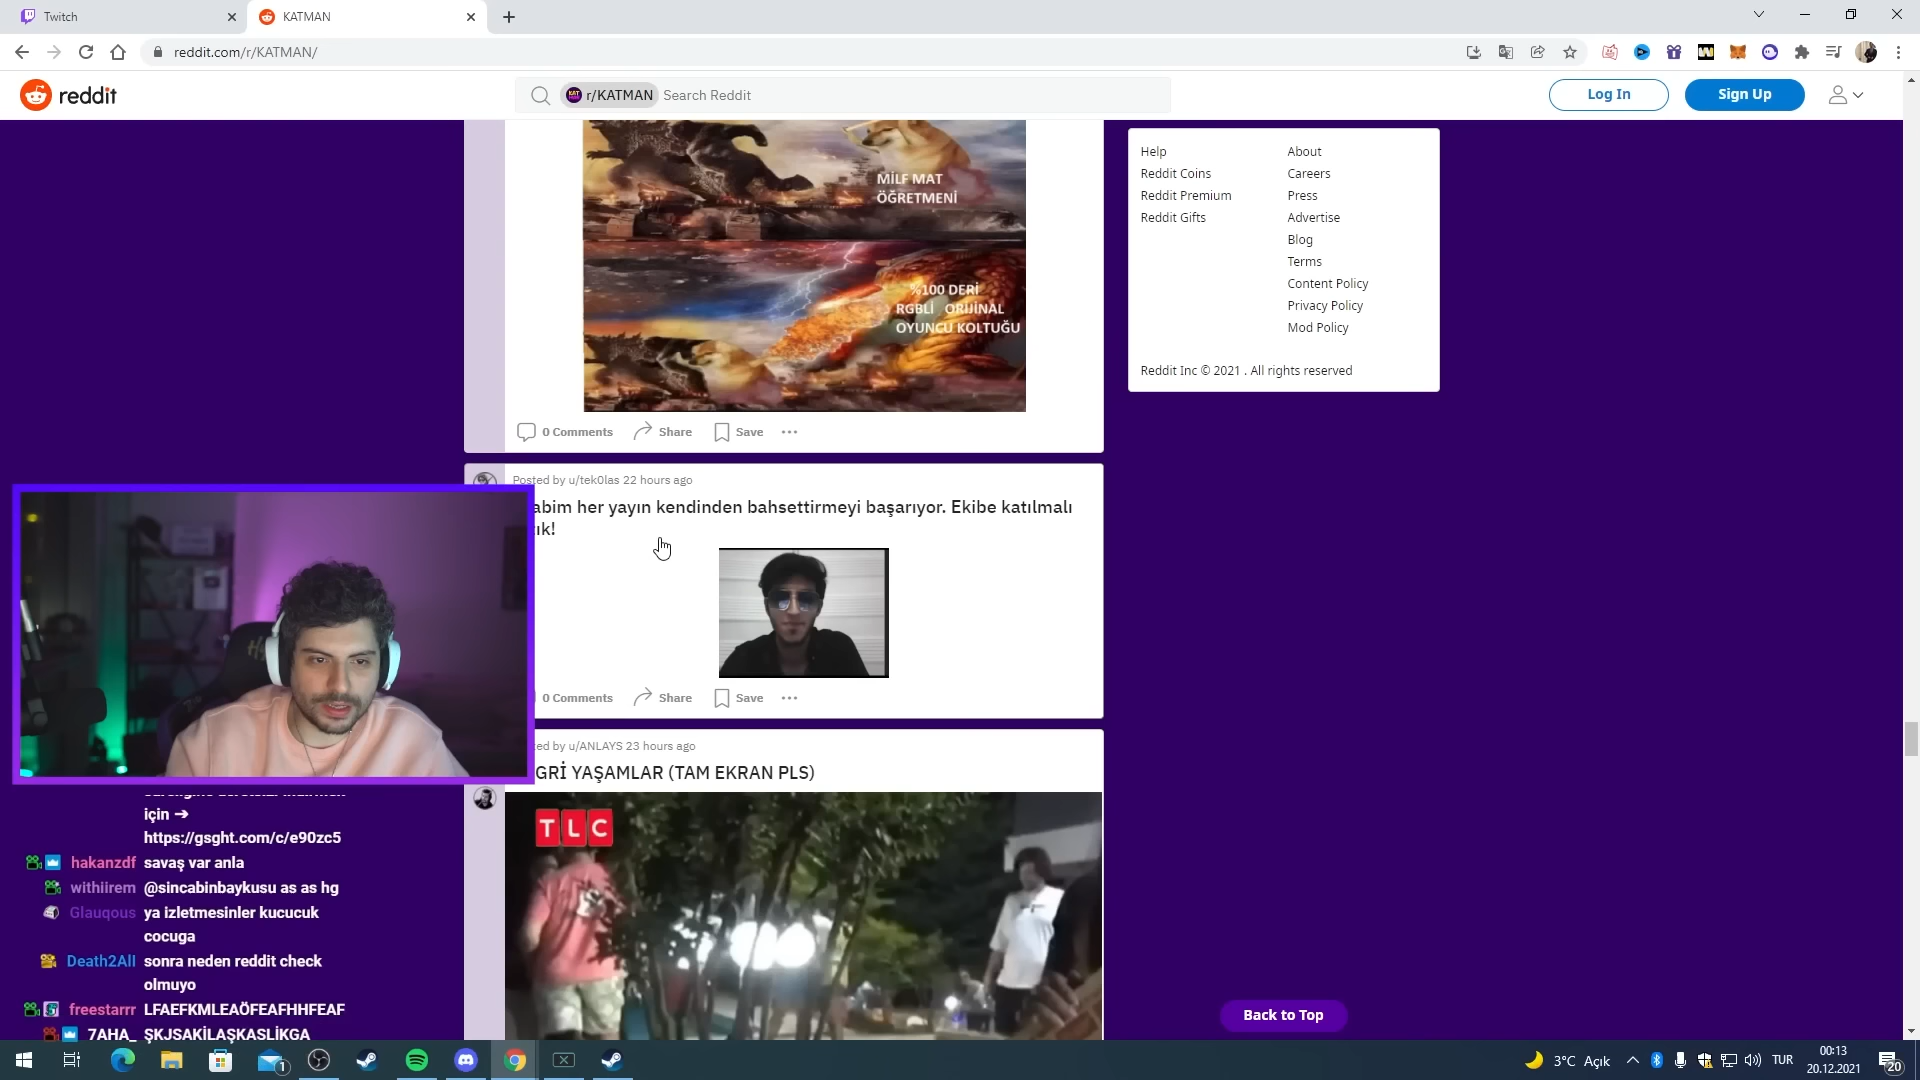 Twitch
KATMAN
reddit.com/r/KATMAN/
reddit
r/KATMAN
Search Reddit
Log In
Sign Up
MİLF MAT
ÖĞRETMENİ
%100 DERİ
RGBLİ ORIJİNAL
OYUNCU KOLTUĞU
0 Comments
Share
Save
Help
About
Reddit Coins
Careers
Reddit Premium
Press
Reddit Gifts
Advertise
Blog
Terms
Content Policy
Privacy Policy
Mod Policy
Reddit Inc © 2021 . All rights reserved
Posted by u/tek0las 22 hours ago
abim her yayın kendinden bahsettirmeyi başarıyor. Ekibe katılmalı
ık!
0 Comments
Share
Save
ted by u/ANLAYS 23 hours ago
GRİ YAŞAMLAR (TAM EKRAN PLS)
TLC
için ➔
https://gsght.com/c/e90zc5
hakanzdf savaş var anla
withiirem @sincabinbaykusu as as hg
Glauqous ya izletmesinler kucucuk
cocuga
Death2All sonra neden reddit check
olmuyo
freestarrr LFAEFKMLEAÖFEAFHHFEAF
7AHA_ ŞKJSAKİLAŞKASLİKGA
Back to Top
1
3°C Açık
TUR
00:13
20.12.2021
20